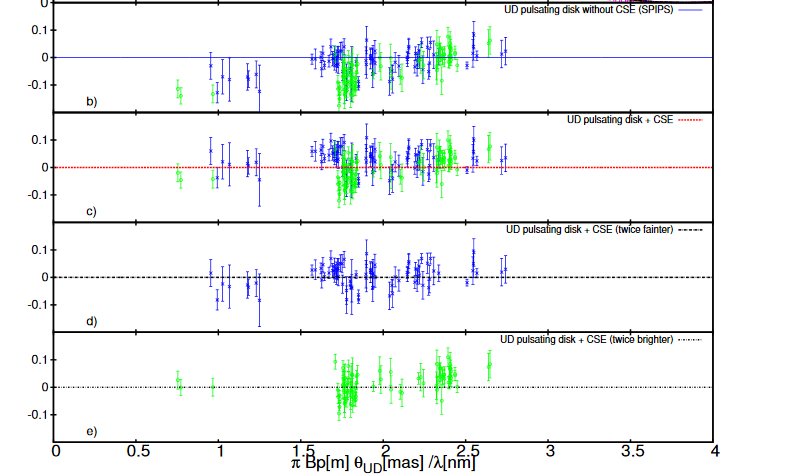 0
UD pulsating disk without CSE (SPIPS)
0.1
0
-0.1
b)
UD pulsating disk + CSE
0.1
0
-0.1
c)
UD pulsating disk + CSE (twice fainter)
0.1
0
-0.1
d)
UD pulsating disk + CSE (twice brighter)
0.1
0
-0.1
e)
0 0.5 1 1.5 2 2.5 3 3.5 4
π Bp[m] θUD[mas] /λ[nm]